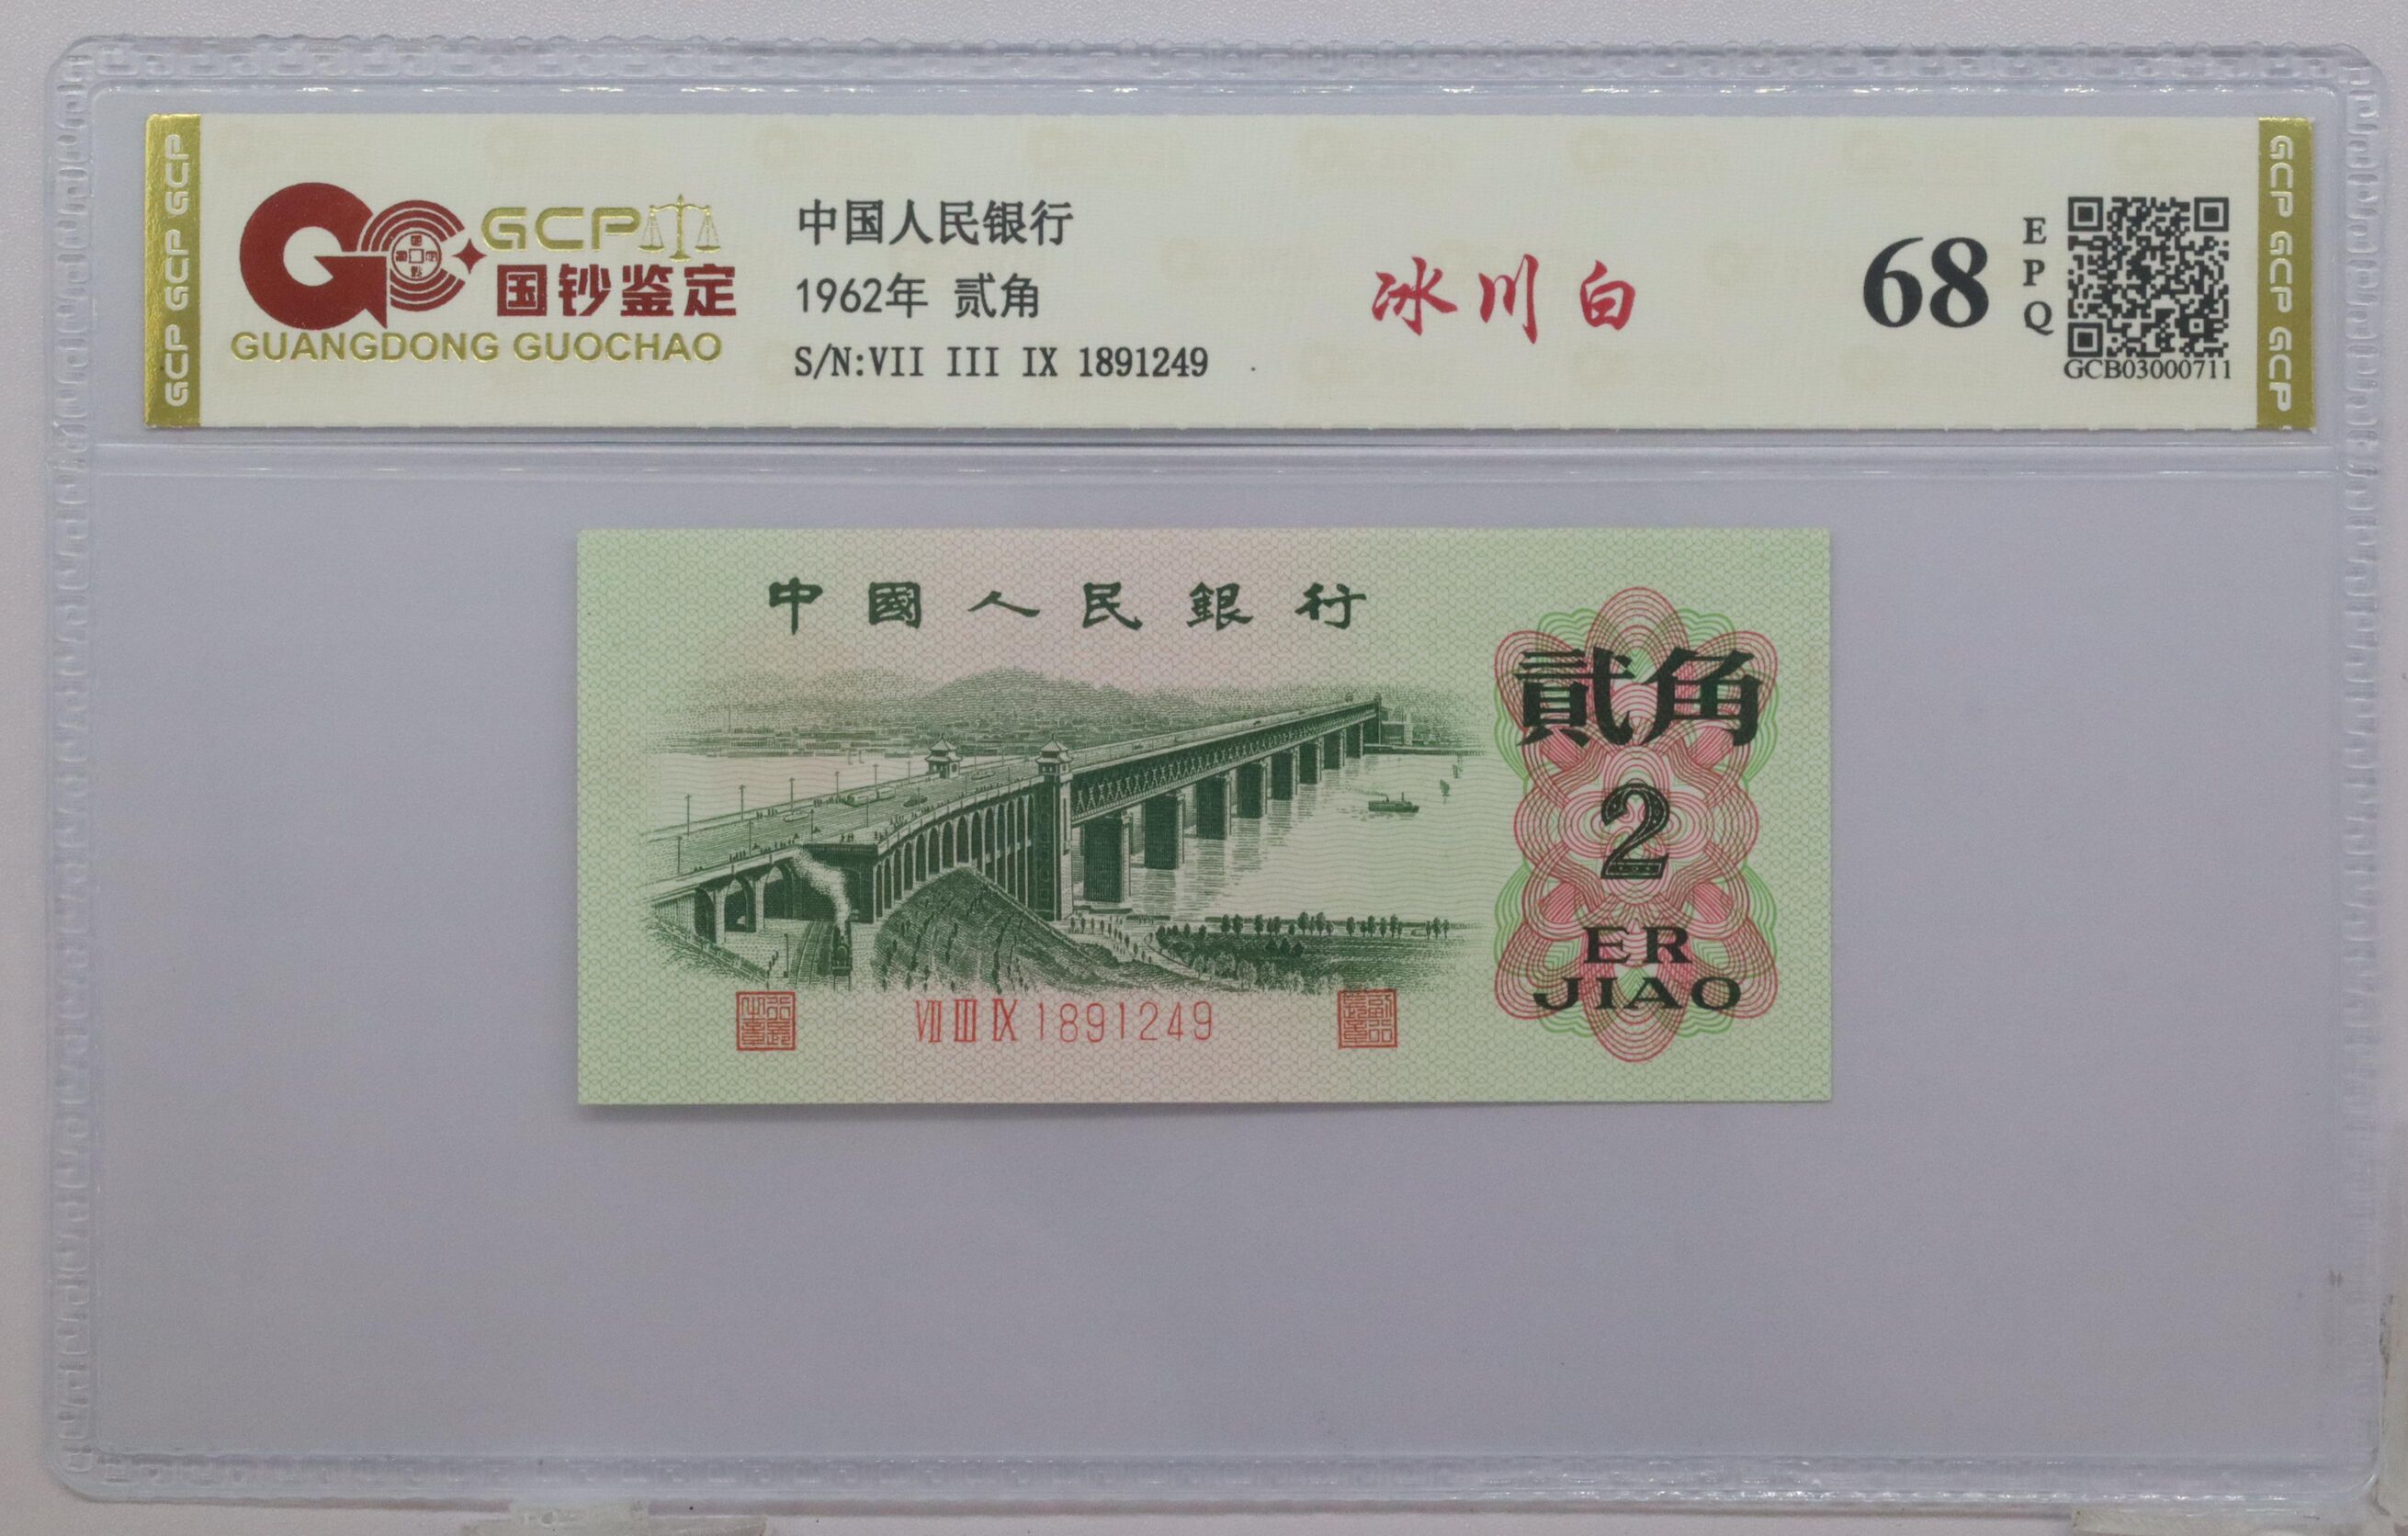 GCP GCP GCP
GCP
国钞鉴定
GUANGDONG GUOCHAO
中国人民银行
1962年 贰角
S/N:VII III IX 1891249
冰川白
68
EPQ
GCB03000711
GCP GCP GCP
中國人民銀行
貳角
2
ER
JIAO
VII III IX 1891249